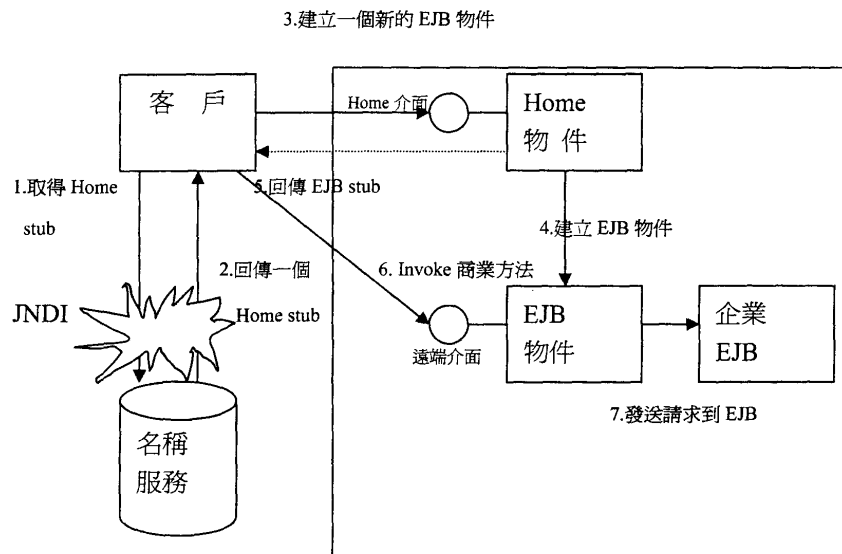 3.建立一個新的 EJB 物件
客 戶
Home 介面
Home
物 件
1.取得 Home
stub
5.回傳 EJB stub
4.建立 EJB 物件
2.回傳一個
Home stub
6. Invoke 商業方法
JNDI
遠端介面
EJB
物件
企業
EJB
7.發送請求到 EJB
名稱
服務